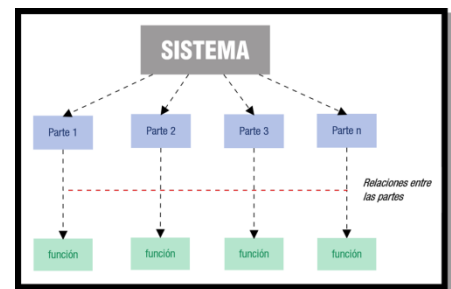 SISTEMA
Parte 1
Parte 2
Parte 3
Parte n
Relaciones entre
las partes
función
función
función
función